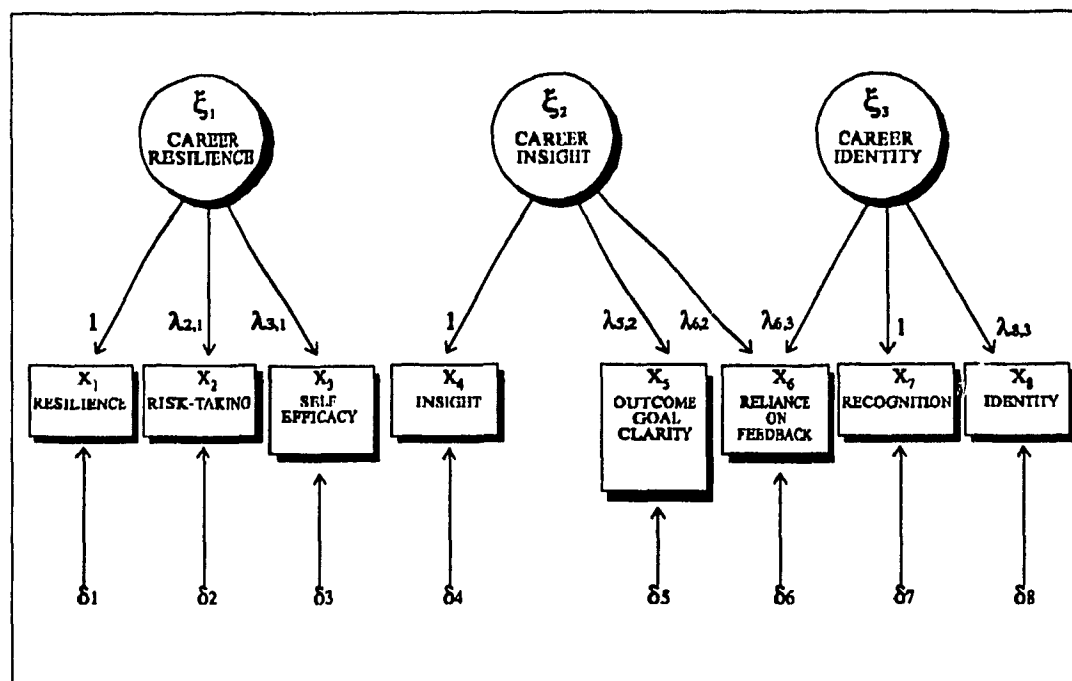 ξ1
CAREER
RESILIENCE
ξ2
CAREER
INSIGHT
ξ3
CAREER
IDENTITY
1
λ2,1
λ3,1
1
λ5,2
λ6,2
λ6,3
1
λ8,3
X1
RESILIENCE
X2
RISK-TAKING
X3
SELF
EFFICACY
X4
INSIGHT
X5
OUTCOME
GOAL
CLARITY
X6
RELIANCE
ON
FEEDBACK
X7
RECOGNITION
X8
IDENTITY
δ1
δ2
δ3
δ4
δ5
δ6
δ7
δ8